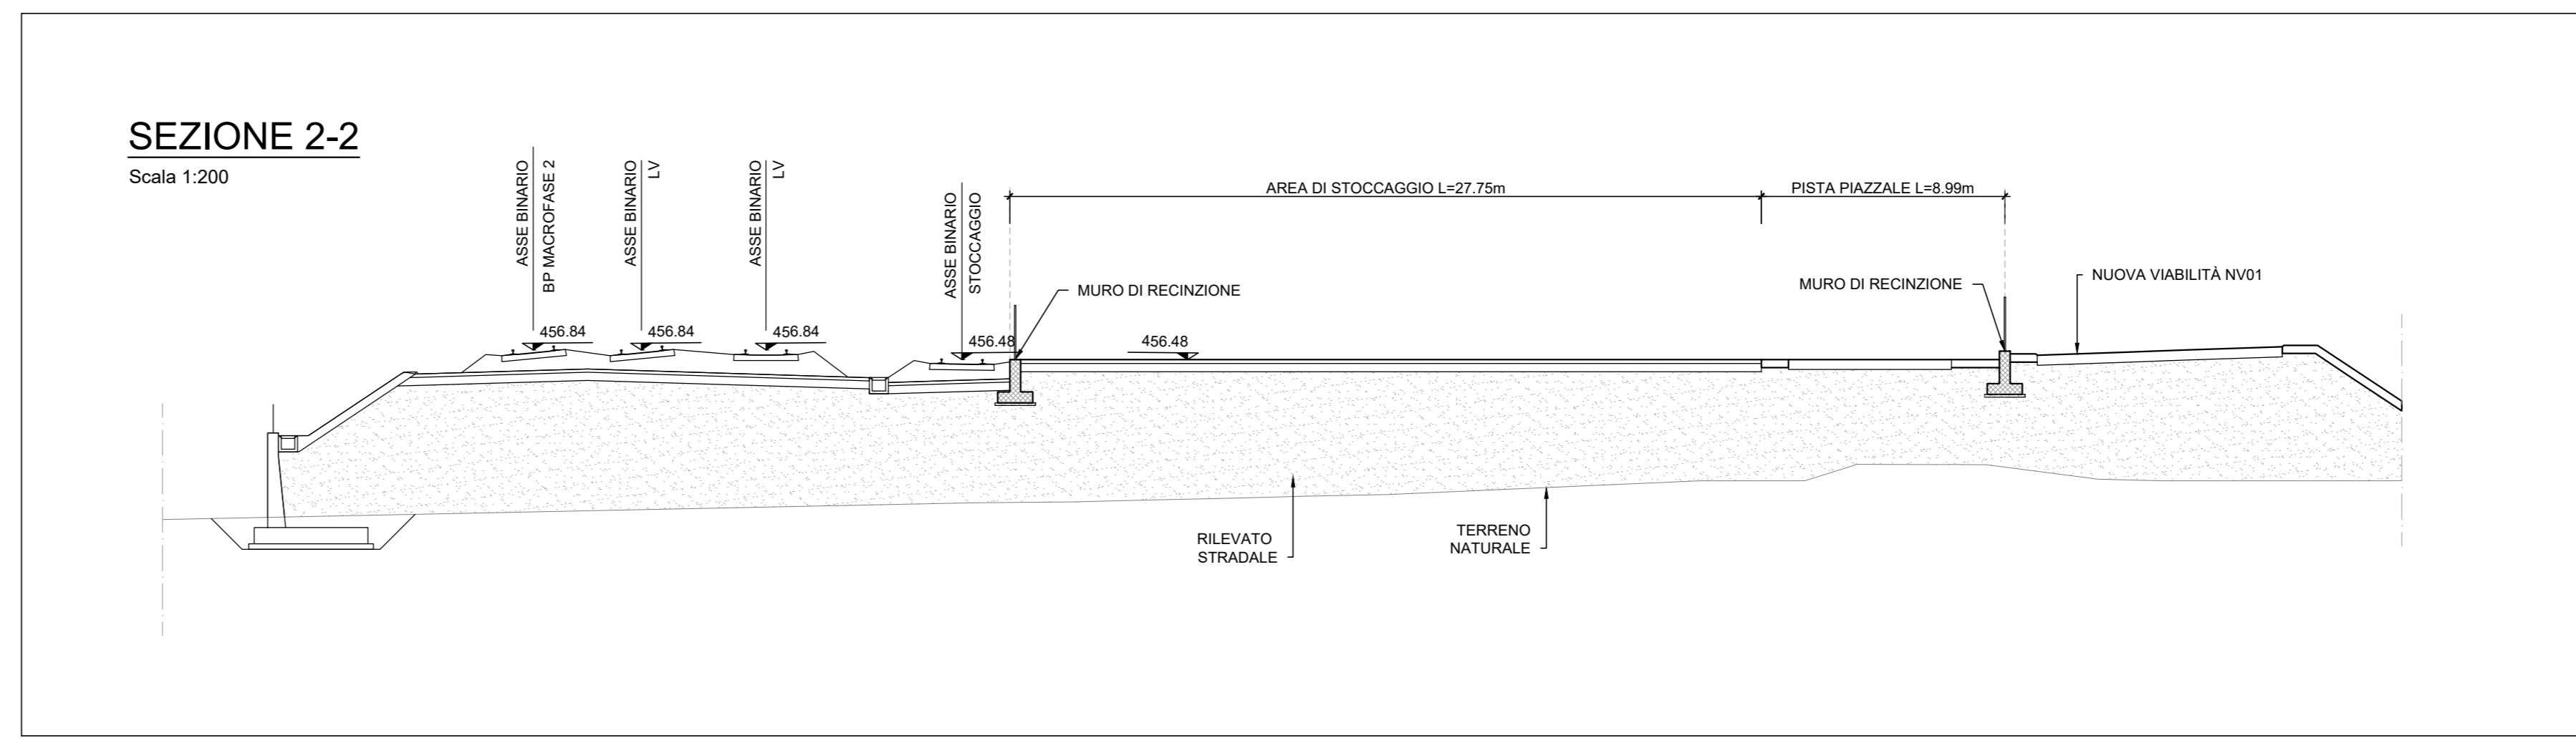 SEZIONE 2-2
Scala 1:200
ASSE BINARIO
BP MACROFASE 2
ASSE BINARIO
LV
ASSE BINARIO
LV
ASSE BINARIO
STOCCAGGIO
AREA DI STOCCAGGIO L=27.75m
PISTA PIAZZALE L=8.99m
MURO DI RECINZIONE
MURO DI RECINZIONE
NUOVA VIABILITÀ NV01
456.84
456.84
456.84
456.48
456.48
RILEVATO
STRADALE
TERRENO
NATURALE